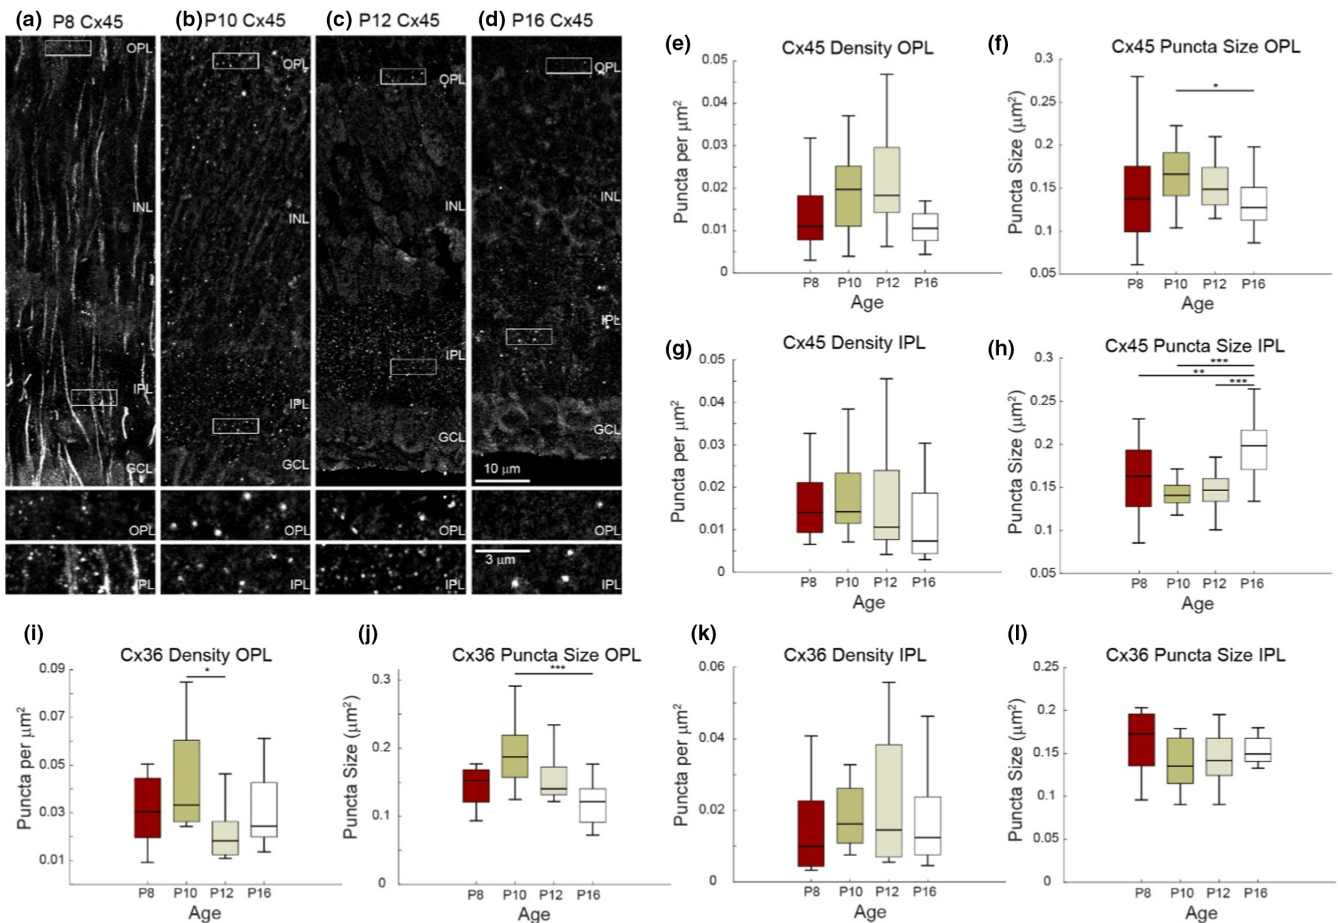 (a) P8 Cx45
(b) P10 Cx45
(c) P12 Cx45
(d) P16 Cx45
OPL
INL
IPL
GCL
OPL
INL
IPL
GCL
OPL
INL
IPL
GCL
OPL
INL
IPL
GCL
10 μm
OPL
OPL
OPL
OPL
IPL
IPL
IPL
3 μm
IPL
(e)
Cx45 Density OPL
Puncta per μm²
0.05
0.04
0.03
0.02
0.01
0
P8
P10
P12
P16
Age
(f)
Cx45 Puncta Size OPL
Puncta Size (μm²)
0.3
0.25
0.2
0.15
0.1
0.05
*
P8
P10
P12
P16
Age
(g)
Cx45 Density IPL
Puncta per μm²
0.05
0.04
0.03
0.02
0.01
0
P8
P10
P12
P16
Age
(h)
Cx45 Puncta Size IPL
Puncta Size (μm²)
0.3
0.25
0.2
0.15
0.1
0.05
***
**
***
P8
P10
P12
P16
Age
(i)
Cx36 Density OPL
Puncta per μm²
0.09
0.07
0.05
0.03
0.01
*
P8
P10
P12
P16
Age
(j)
Cx36 Puncta Size OPL
Puncta Size (μm²)
0.3
0.2
0.1
0
***
P8
P10
P12
P16
Age
(k)
Cx36 Density IPL
Puncta per μm²
0.06
0.04
0.02
0
P8
P10
P12
P16
Age
(l)
Cx36 Puncta Size IPL
Puncta Size (μm²)
0.25
0.2
0.15
0.1
0.05
0
P8
P10
P12
P16
Age